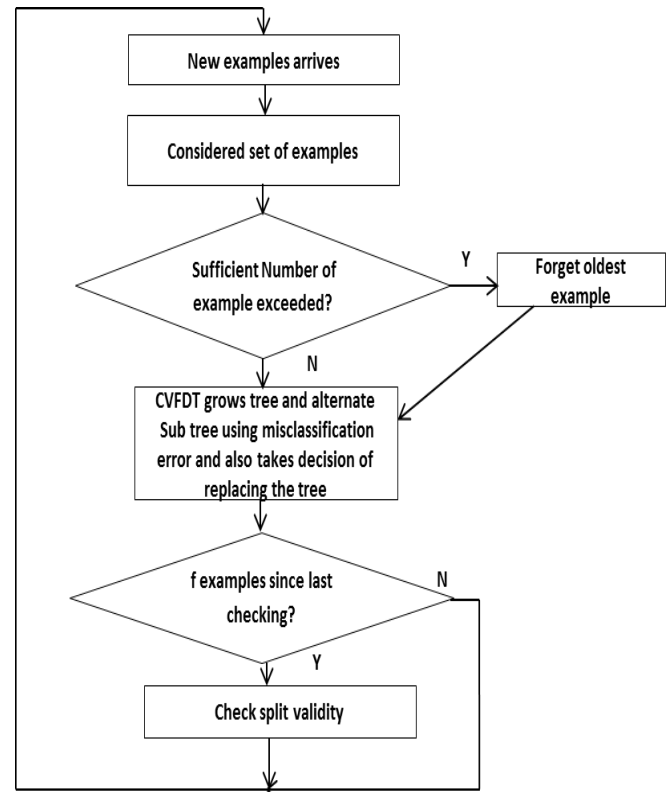 New examples arrives
Considered set of examples
Sufficient Number of
example exceeded?
Y
Forget oldest
example
N
CVFDT grows tree and alternate
Sub tree using misclassification
error and also takes decision of
replacing the tree
f examples since last
checking?
N
Y
Check split validity